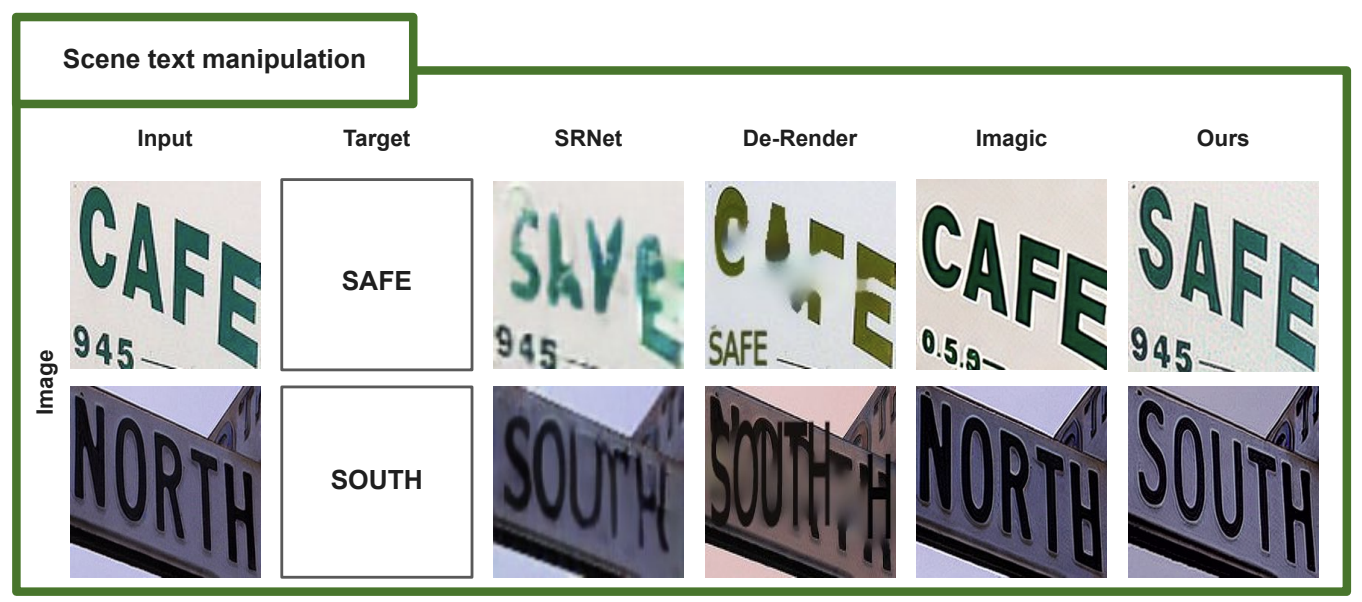 Scene text manipulation
Input Target SRNet De-Render Imagic Ours
Image
CAFE SAFE SAVE CAFE CAFE SAFE
945 945 SAFE 0.5.9 945
NORTH SOUTH SOUTH SOUTH NORTB SOUTH